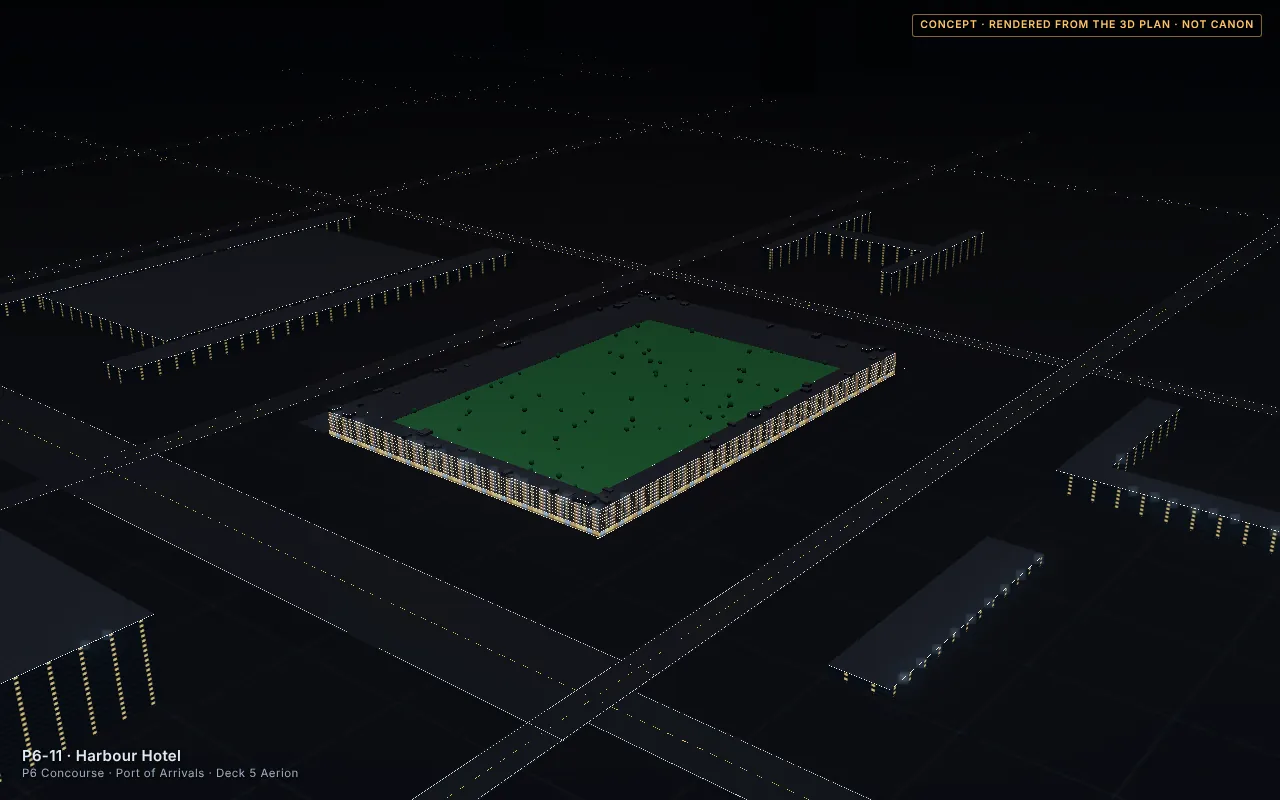 CONCEPT · RENDERED FROM THE 3D PLAN · NOT CANON
P6-11 · Harbour Hotel
P6 Concourse · Port of Arrivals · Deck 5 Aerion